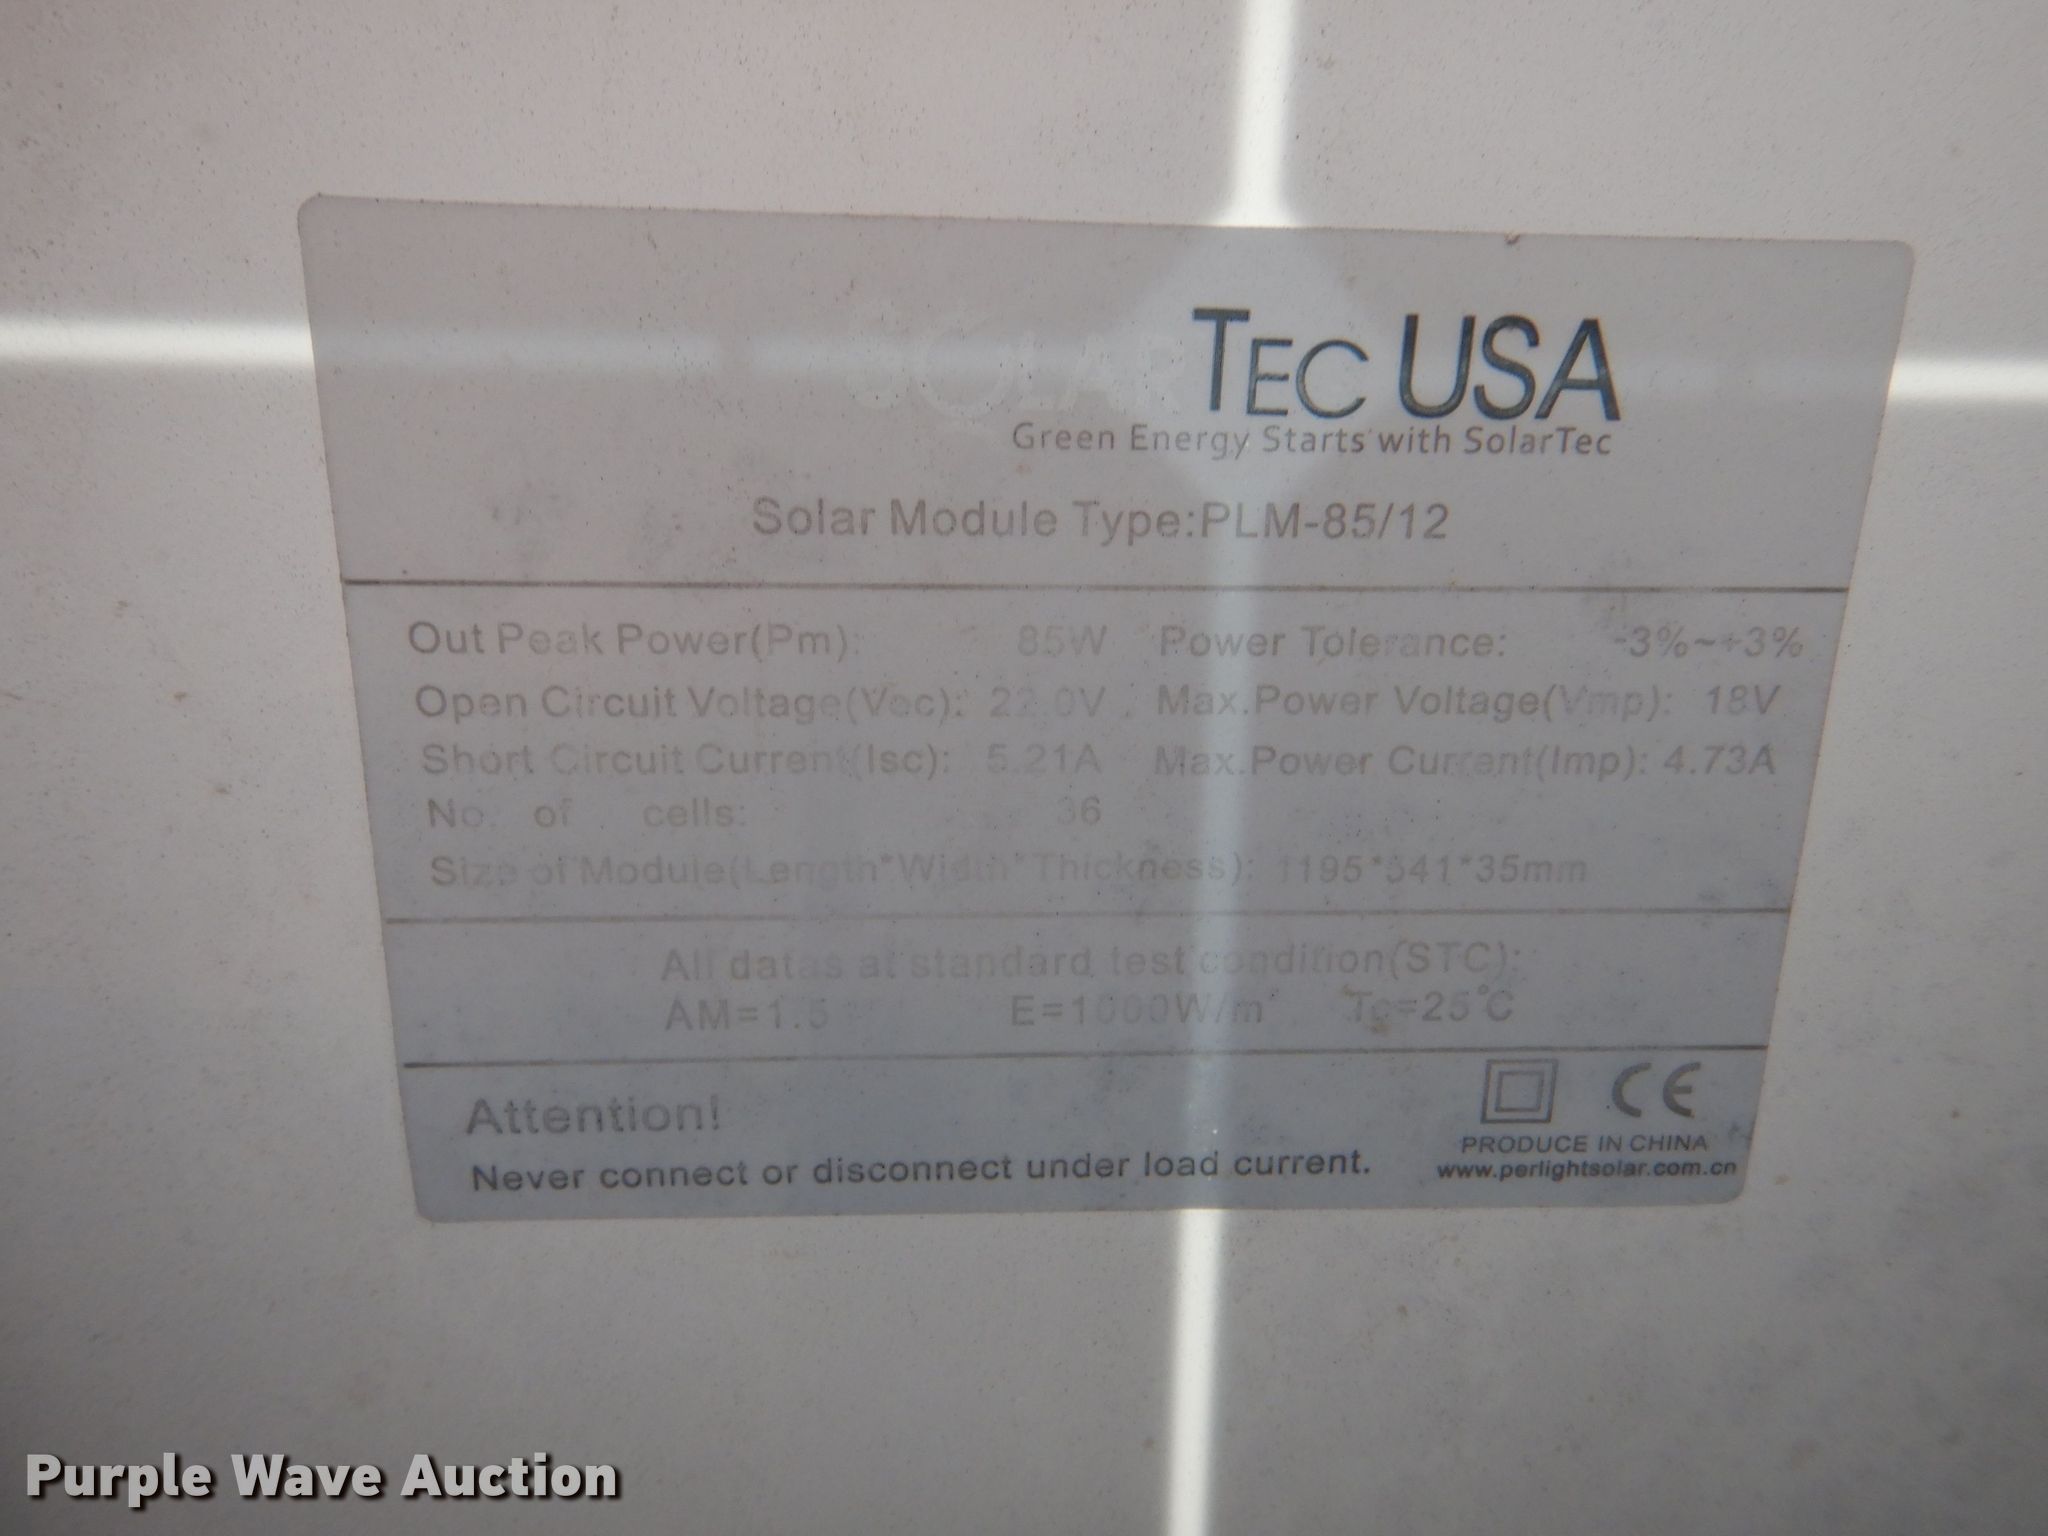 SOLAR TEC USA
Green Energy Starts with SolarTec
Solar Module Type:PLM-85/12
Out Peak Power(Pm): 85W Power Tolerance: -3%~+3%
Open Circuit Voltage(Voc): 22.0V Max.Power Voltage(Vmp): 18V
Short Circuit Current(Isc): 5.21A Max.Power Current(Imp): 4.73A
No. of cells: 36
Size of Module(Length*Width*Thickness): 1195*541*35mm
All datas at standard test condition(STC):
AM=1.5 E=1000W/m² Tc=25℃
Attention!
Never connect or disconnect under load current.
CE
PRODUCE IN CHINA
www.perlightsolar.com.cn
Purple Wave Auction